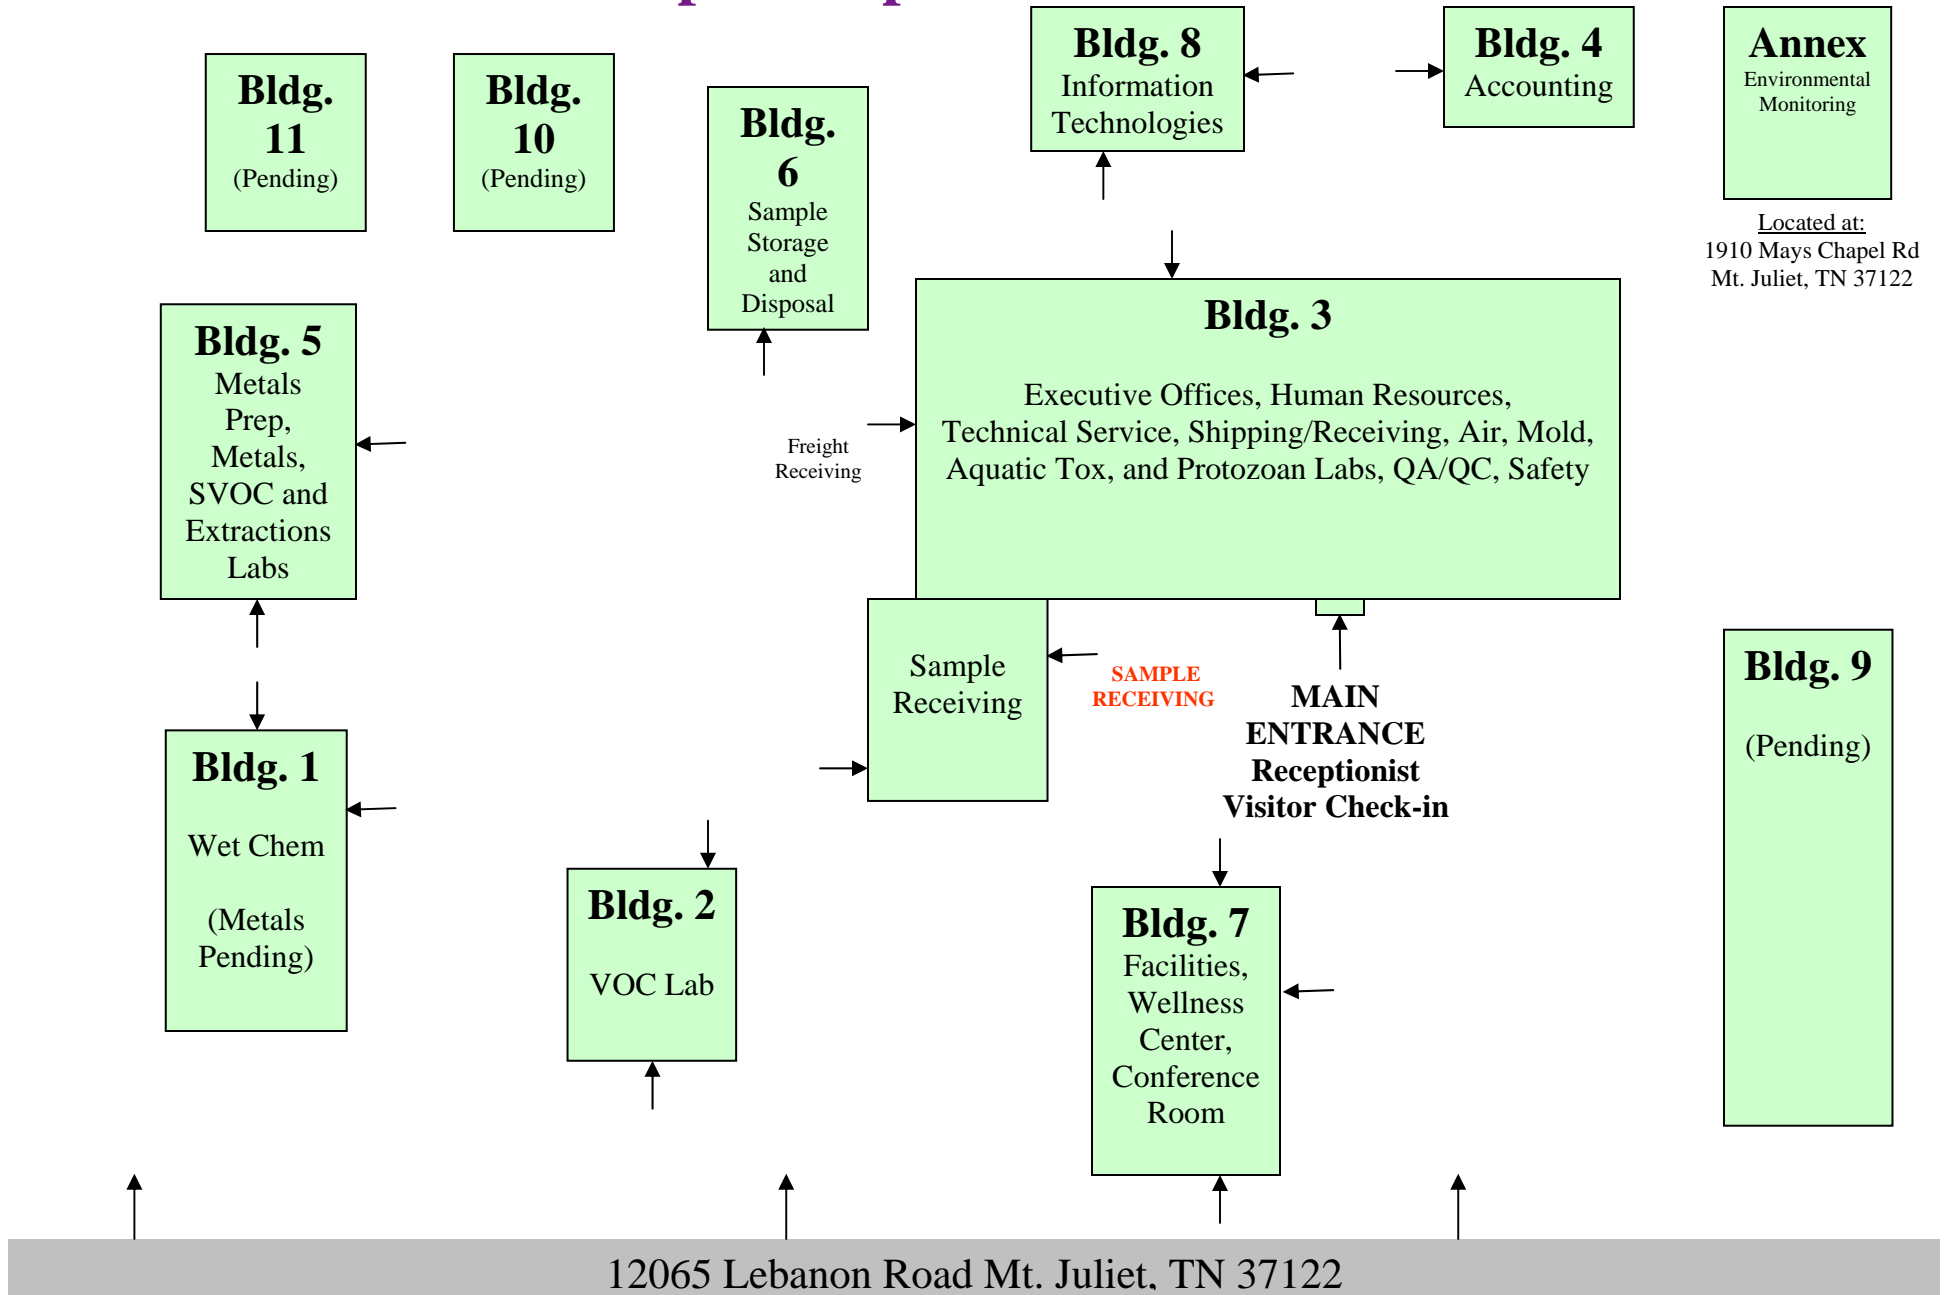 Bldg. 8
Information
Technologies
Bldg. 4
Accounting
Annex
Environmental
Monitoring
Located at:
1910 Mays Chapel Rd
Mt. Juliet, TN 37122
Bldg.
11
(Pending)
Bldg.
10
(Pending)
Bldg.
6
Sample
Storage
and
Disposal
Bldg. 3
Executive Offices, Human Resources,
Technical Service, Shipping/Receiving, Air, Mold,
Aquatic Tox, and Protozoan Labs, QA/QC, Safety
Bldg. 5
Metals
Prep,
Metals,
SVOC and
Extractions
Labs
Freight
Receiving
Sample
Receiving
SAMPLE
RECEIVING
MAIN
ENTRANCE
Receptionist
Visitor Check-in
Bldg. 9
(Pending)
Bldg. 1
Wet Chem
(Metals
Pending)
Bldg. 2
VOC Lab
Bldg. 7
Facilities,
Wellness
Center,
Conference
Room
12065 Lebanon Road Mt. Juliet, TN 37122